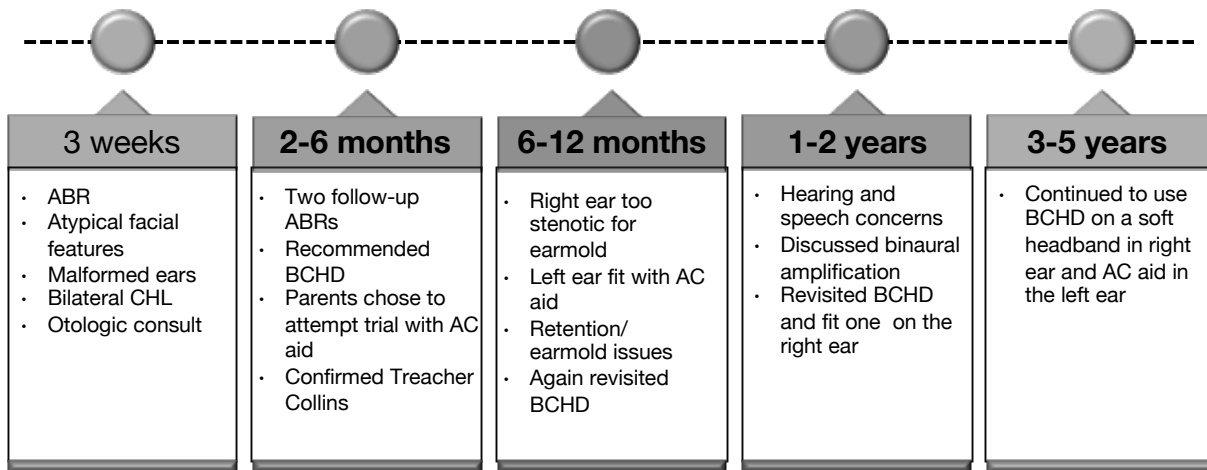 3 weeks
• ABR
• Atypical facial
features
• Malformed ears
• Bilateral CHL
• Otologic consult
2-6 months
• Two follow-up
ABRs
• Recommended
BCHD
• Parents chose to
attempt trial with AC
aid
• Confirmed Treacher
Collins
6-12 months
• Right ear too
stenotic for
earmold
• Left ear fit with AC
aid
• Retention/
earmold issues
• Again revisited
BCHD
1-2 years
• Hearing and
speech concerns
• Discussed binaural
amplification
• Revisited BCHD
and fit one on the
right ear
3-5 years
• Continued to use
BCHD on a soft
headband in right
ear and AC aid in
the left ear